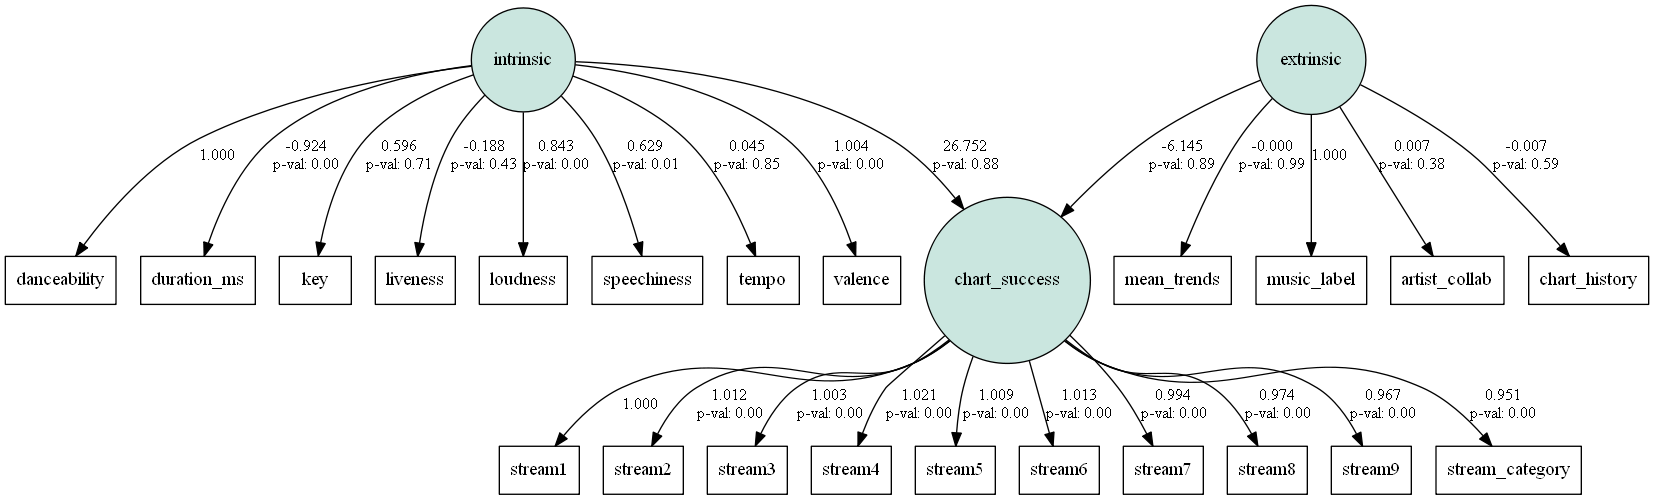 intrinsic
extrinsic
1.000
-0.924
p-val: 0.00
0.596
p-val: 0.71
-0.188
p-val: 0.43
0.843
p-val: 0.00
0.629
p-val: 0.01
0.045
p-val: 0.85
1.004
p-val: 0.00
26.752
p-val: 0.88
-6.145
p-val: 0.89
-0.000
p-val: 0.99
1.000
0.007
p-val: 0.38
-0.007
p-val: 0.59
danceability
duration_ms
key
liveness
loudness
speechiness
tempo
valence
chart_success
mean_trends
music_label
artist_collab
chart_history
1.000
1.012
p-val: 0.00
1.003
p-val: 0.00
1.021
p-val: 0.00
1.009
p-val: 0.00
1.013
p-val: 0.00
0.994
p-val: 0.00
0.974
p-val: 0.00
0.967
p-val: 0.00
0.951
p-val: 0.00
stream1
stream2
stream3
stream4
stream5
stream6
stream7
stream8
stream9
stream_category